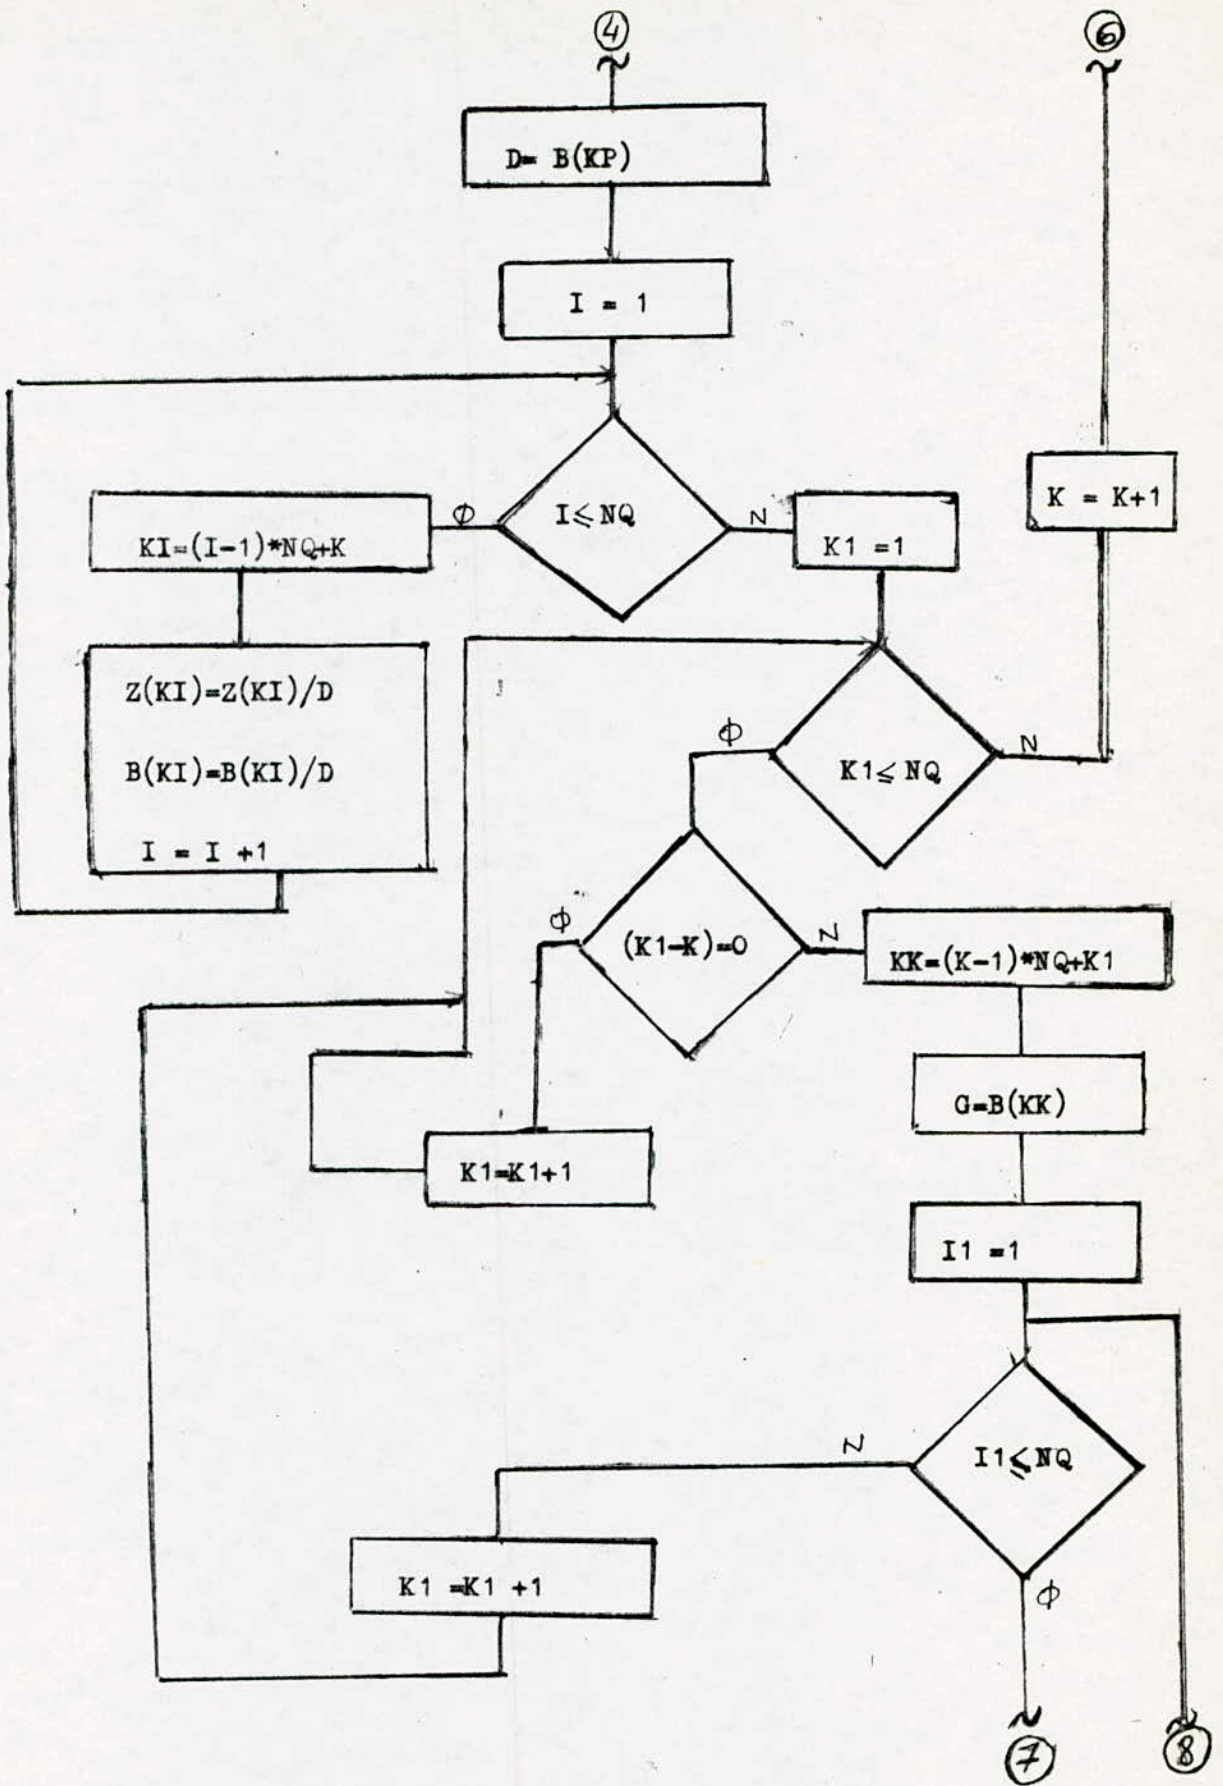 4
6
D= B(KP)
I = 1
I≤NQ
Φ
N
K = K+1
KI=(I-1)*NQ+K
K1 =1
Z(KI)=Z(KI)/D
B(KI)=B(KI)/D
I = I +1
Φ
K1≤NQ
N
Φ
(K1-K)=0
N
KK=(K-1)*NQ+K1
G=B(KK)
K1=K1+1
I1 =1
N
I1≤NQ
K1 =K1 +1
Φ
7
8